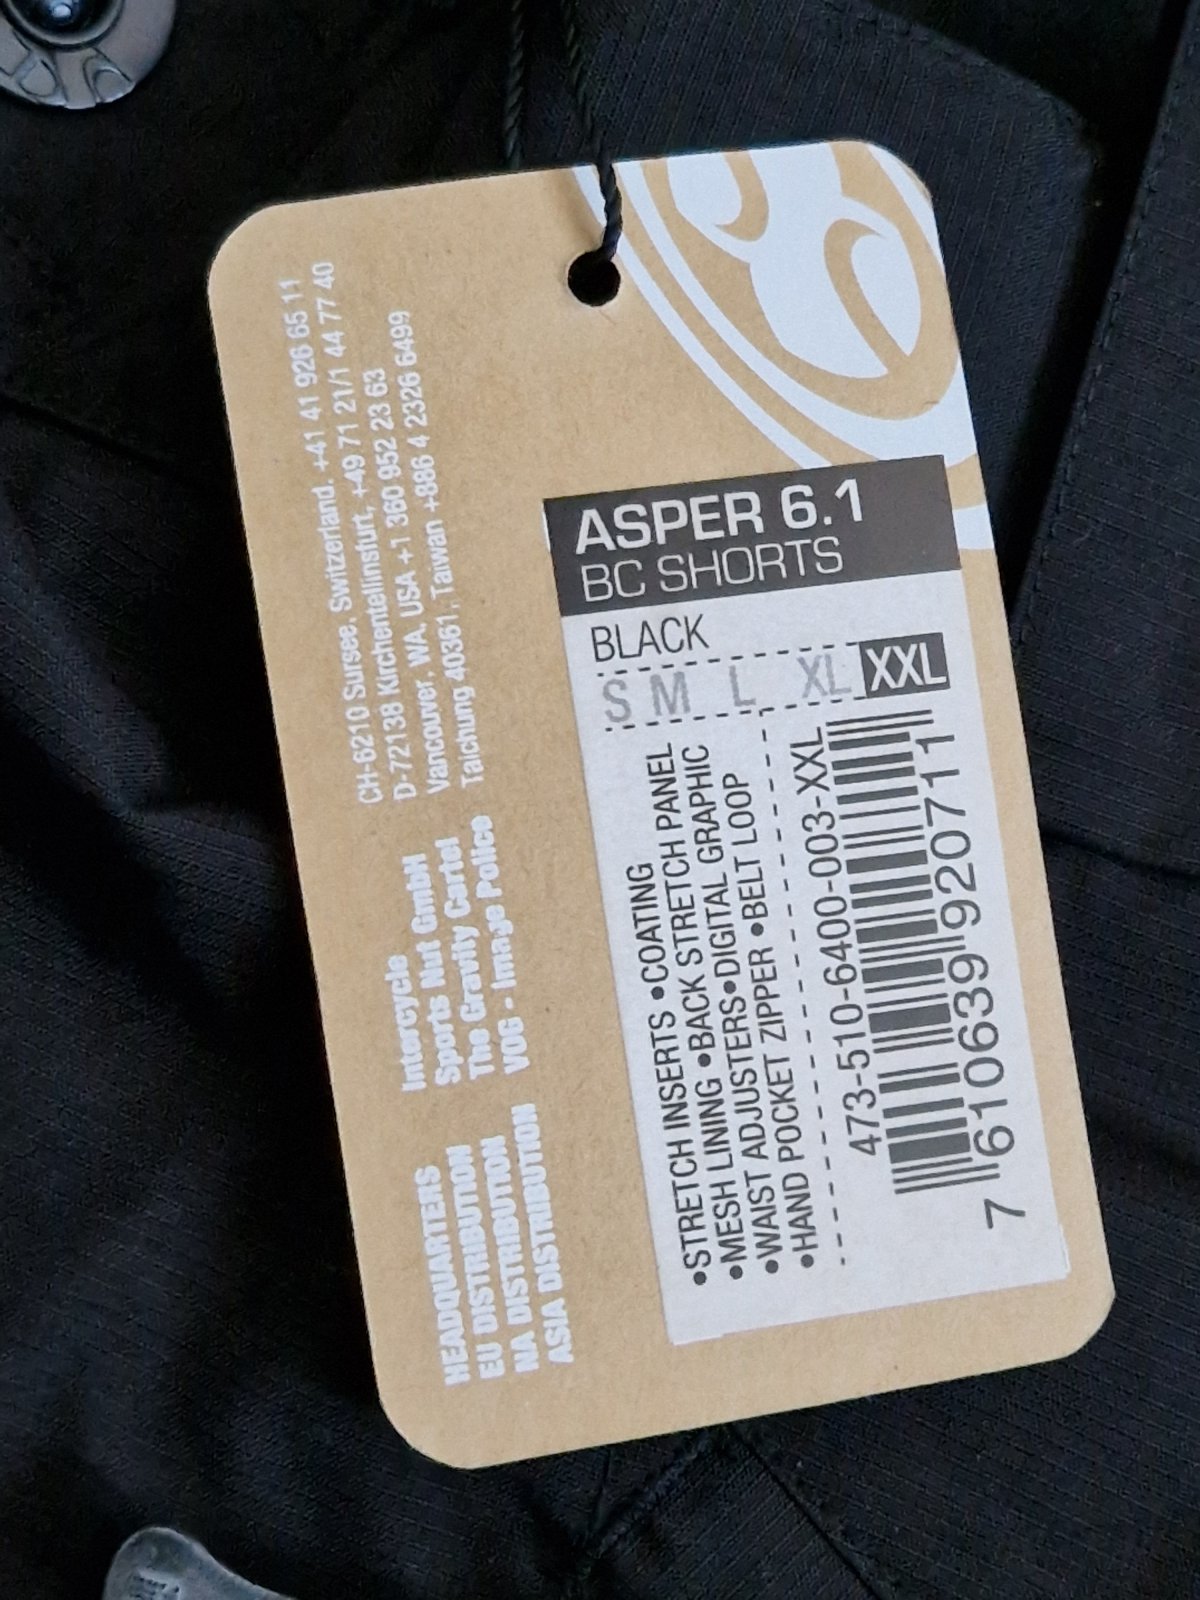 ASPER 6.1
BC SHORTS
BLACK
S M L XL XXL
•STRETCH INSERTS •COATING
•MESH LINING •BACK STRETCH PANEL
•WAIST ADJUSTERS•DIGITAL GRAPHIC
•HAND POCKET ZIPPER •BELT LOOP
473-510-6400-003-XXL
7 610639 920711
HEADQUARTERS Intercycle CH-6210 Sursee, Switzerland. +41 41 926 65 11
EU DISTRIBUTION Sports Nut GmbH D-72138 Kirchentellinsfurt, +49 71 21/1 44 77 40
NA DISTRIBUTION The Gravity Cartel Vancouver, WA, USA +1 360 952 23 63
ASIA DISTRIBUTION VOG - Image Police Taichung 40361, Taiwan +886 4 2326 6499